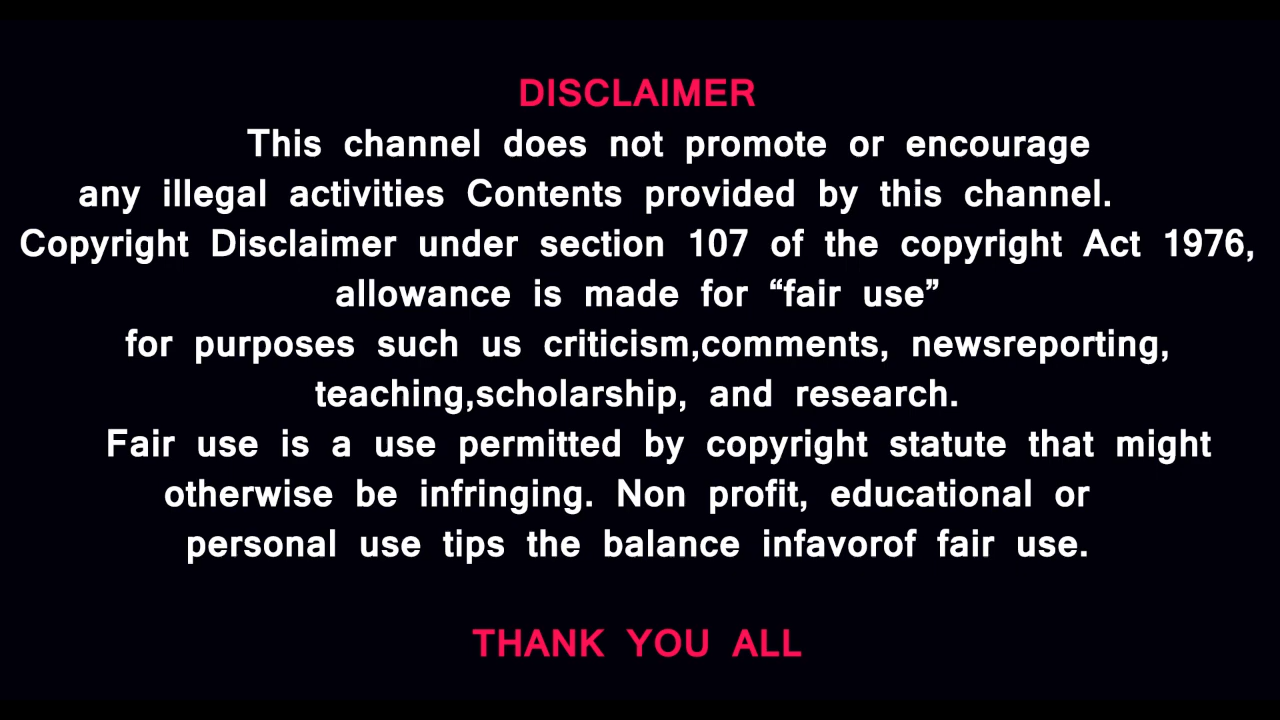 DISCLAIMER
This channel does not promote or encourage
any illegal activities Contents provided by this channel.
Copyright Disclaimer under section 107 of the copyright Act 1976,
allowance is made for “fair use”
for purposes such us criticism,comments, newsreporting,
teaching,scholarship, and research.
Fair use is a use permitted by copyright statute that might
otherwise be infringing. Non profit, educational or
personal use tips the balance infavorof fair use.
THANK YOU ALL